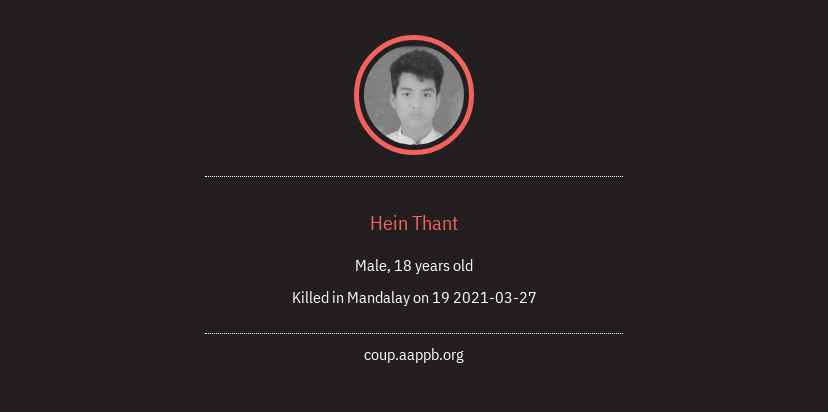 Hein Thant
Male, 18 years old
Killed in Mandalay on 19 2021-03-27
coup.aappb.org